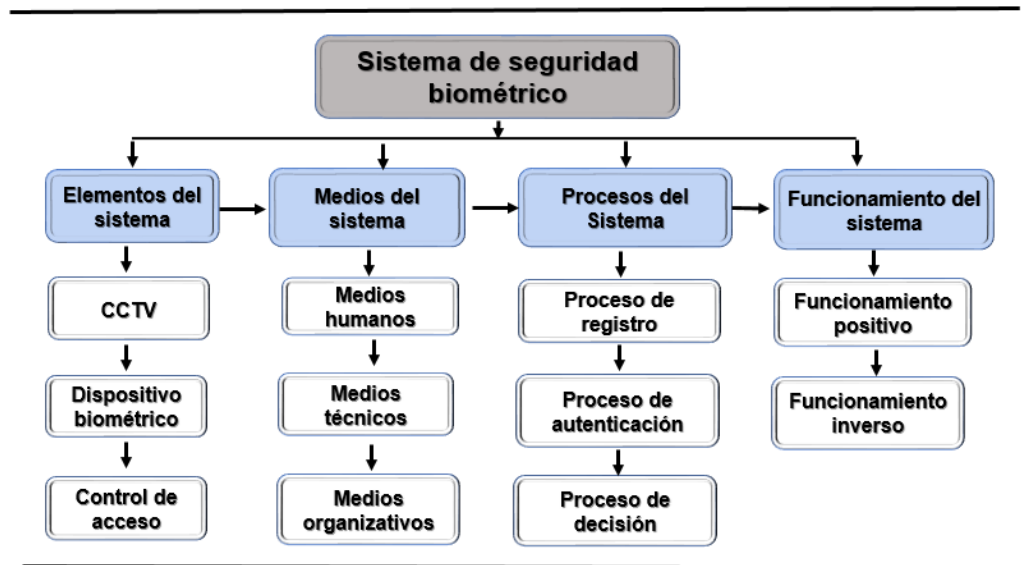 Sistema de seguridad
biométrico
Elementos del
sistema
Medios del
sistema
Procesos del
Sistema
Funcionamiento del
sistema
CCTV
Medios
humanos
Proceso de
registro
Funcionamiento
positivo
Dispositivo
biométrico
Medios
técnicos
Proceso de
autenticación
Funcionamiento
inverso
Control de
acceso
Medios
organizativos
Proceso de
decisión